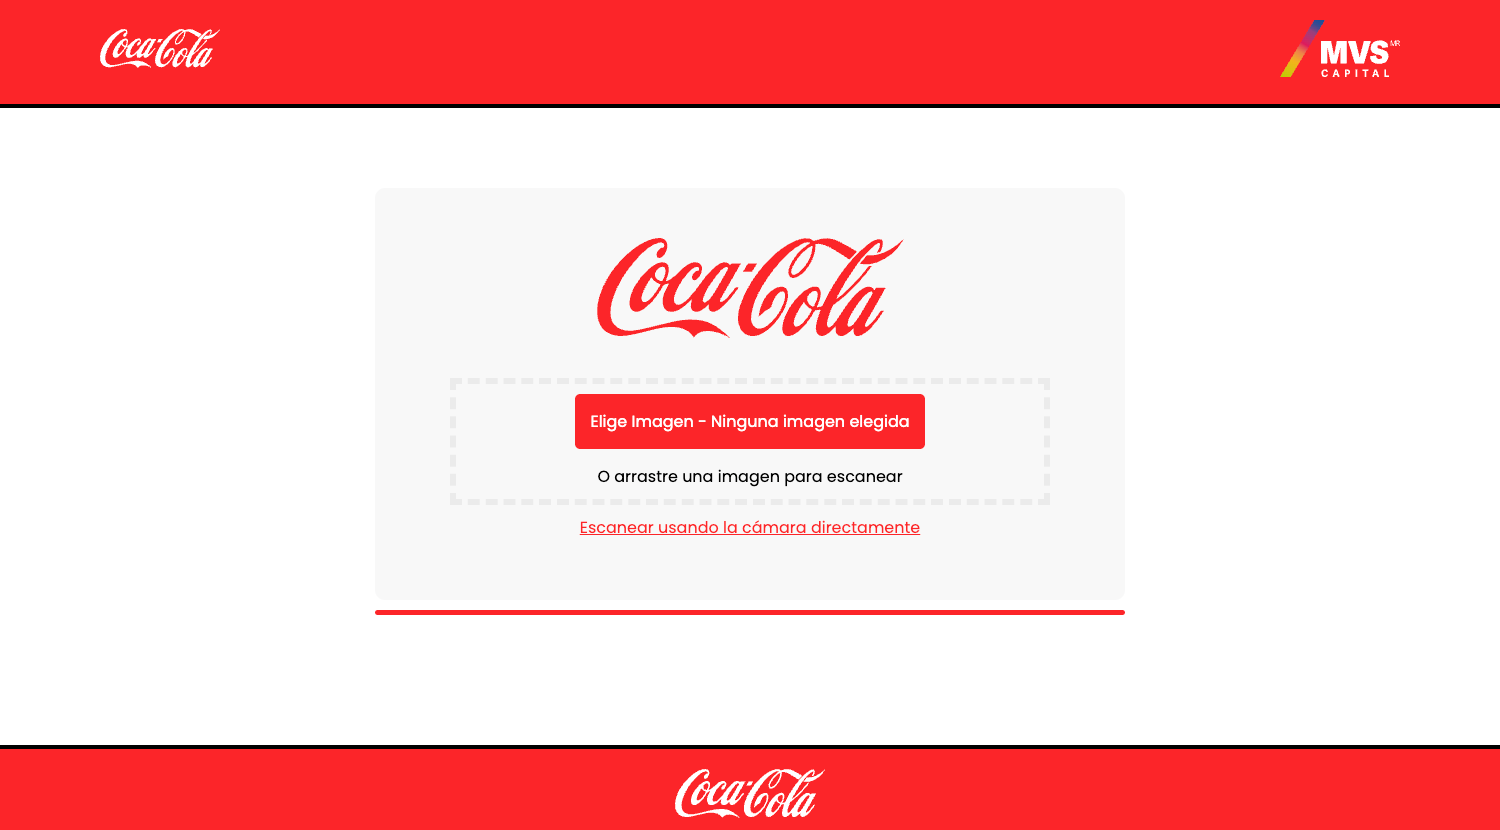 Coca-Cola
MVS MR
CAPITAL
Coca-Cola
Elige Imagen - Ninguna imagen elegida
O arrastre una imagen para escanear
Escanear usando la cámara directamente
Coca-Cola